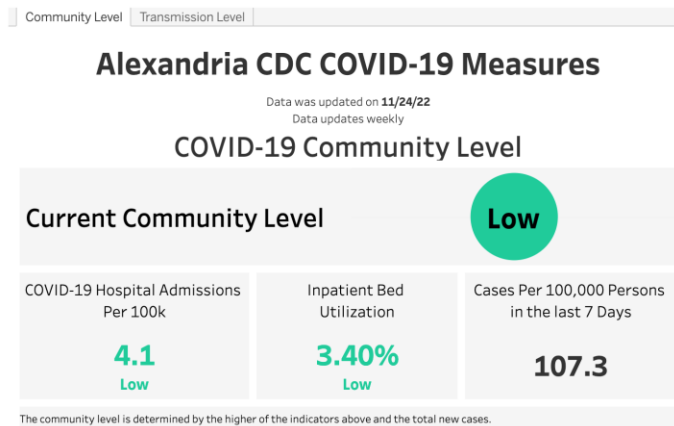 Community Level
Transmission Level
Alexandria CDC COVID-19 Measures
Data was updated on 11/24/22
Data updates weekly
COVID-19 Community Level
Current Community Level
Low
COVID-19 Hospital Admissions
Per 100k
4.1
Low
Inpatient Bed
Utilization
3.40%
Low
Cases Per 100,000 Persons
in the last 7 Days
107.3
The community level is determined by the higher of the indicators above and the total new cases.